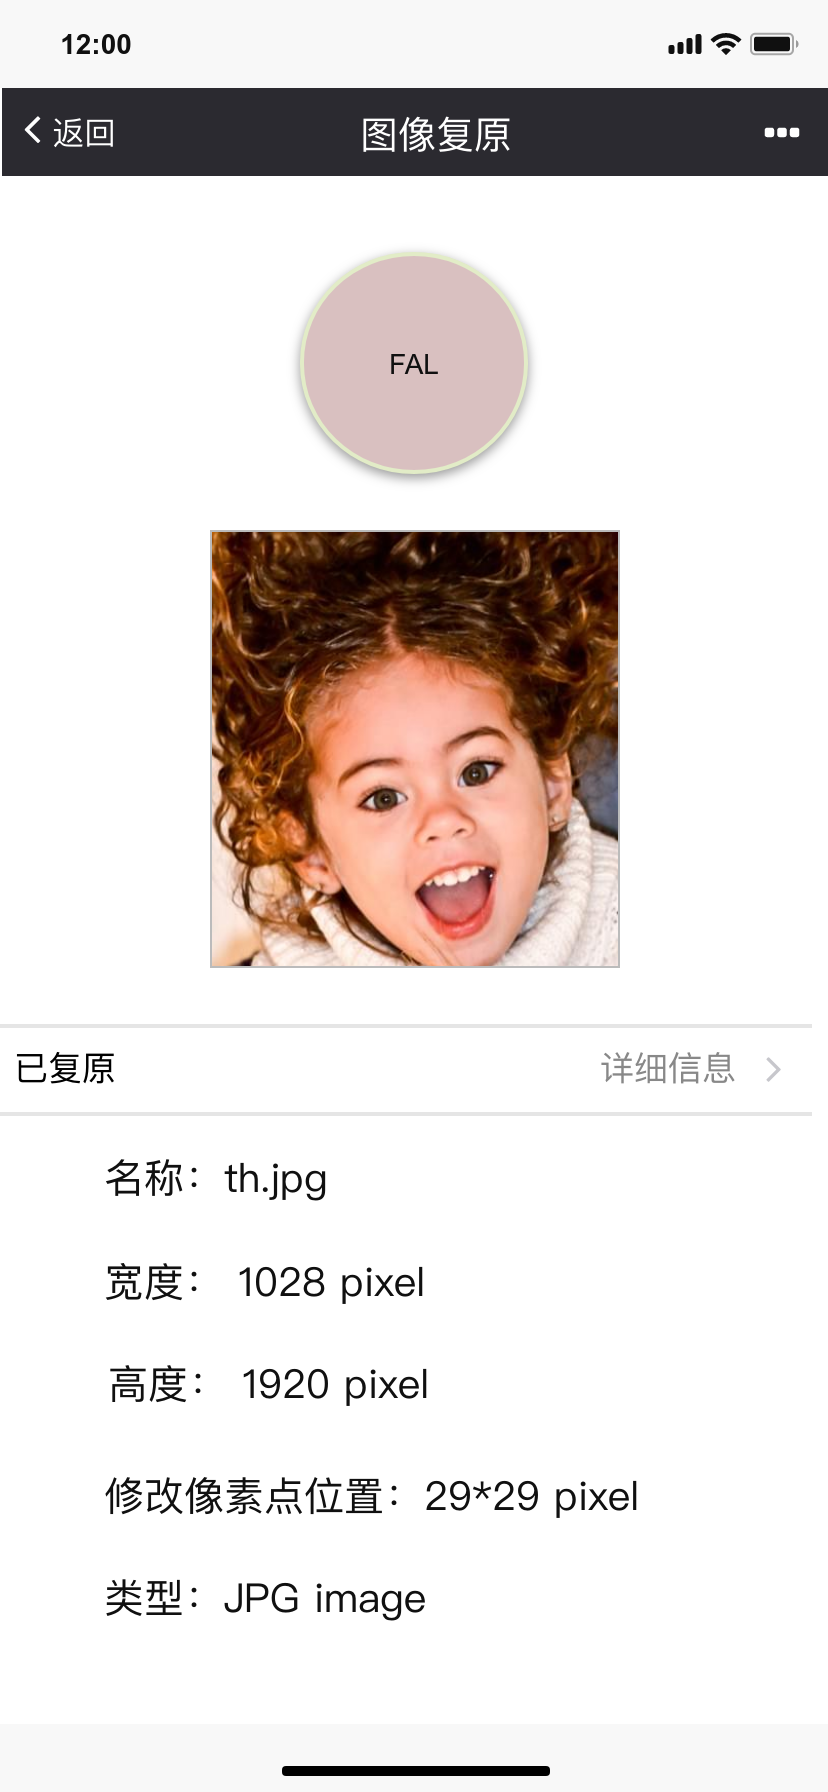 12:00
返回 图像复原
FAL
已复原 详细信息
名称：th.jpg
宽度： 1028 pixel
高度： 1920 pixel
修改像素点位置：29*29 pixel
类型：JPG image